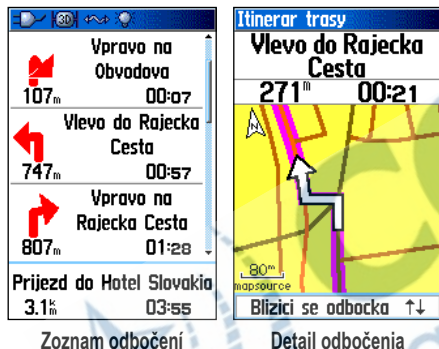 3D
Vpravo na
Obvodova
107m 00:07
Vlevo do Rajecka
Cesta
747m 00:57
Vpravo na
Rajecka Cesta
807m 01:28
Prijezd do Hotel Slovakia
3.1km 03:55
Zoznam odbočení
Itinerar trasy
Vlevo do Rajecka
Cesta
271m 00:21
N
80m
mapsource
Blizici se odbocka ↑↓
Detail odbočenia